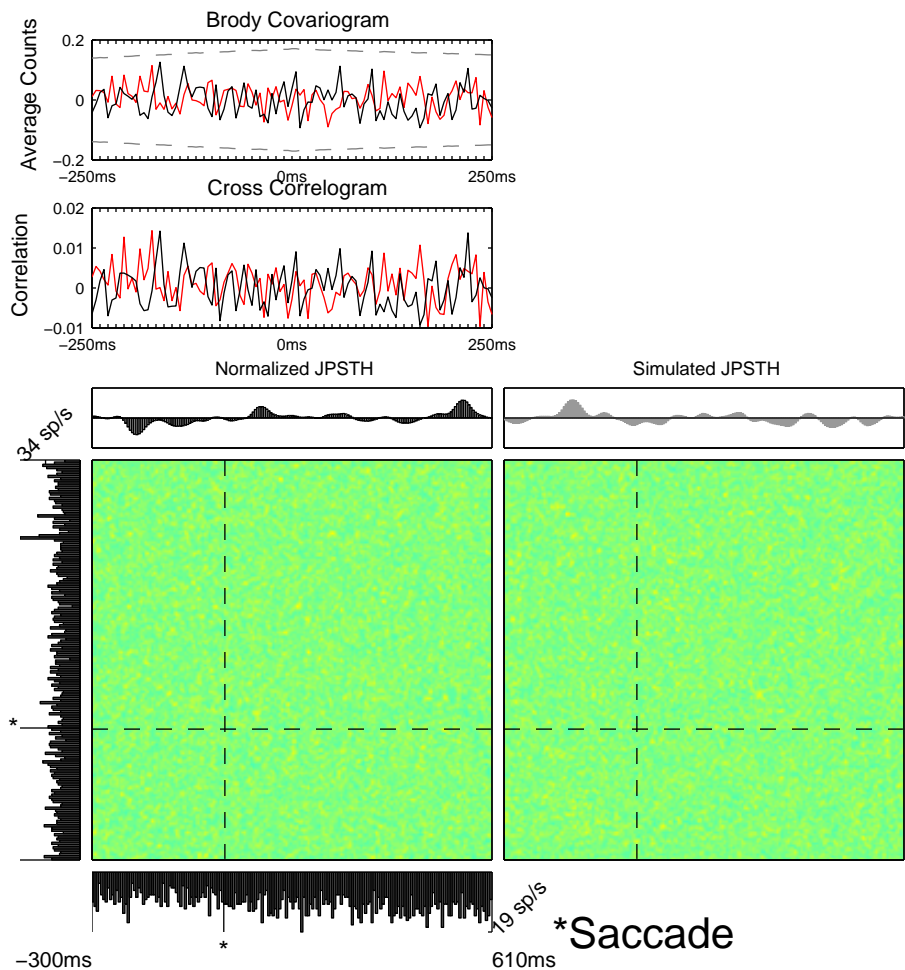 Brody Covariogram
Average Counts
0.2
0
−0.2
−250ms
0ms
250ms
Cross Correlogram
Correlation
0.02
0.01
0
−0.01
−250ms
0ms
250ms
Normalized JPSTH
Simulated JPSTH
34 sp/s
*
19 sp/s
*
*Saccade
−300ms
610ms